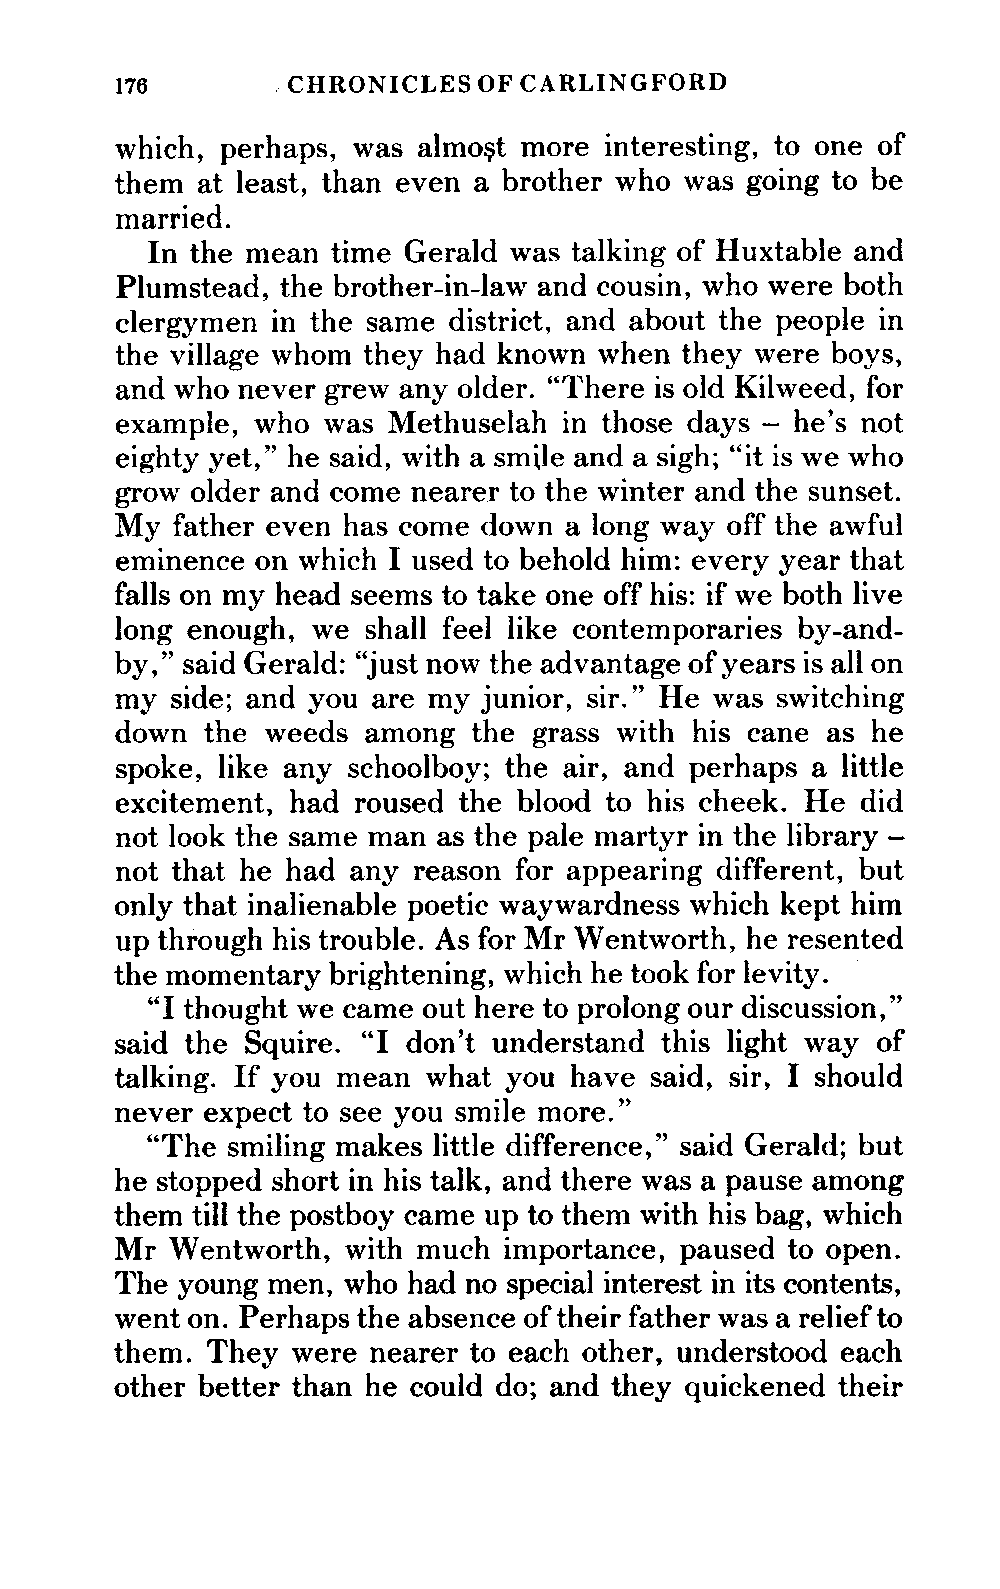 176 CHRONICLES OF CARLINGFORD
which, perhaps, was almost more interesting, to one of
them at least, than even a brother who was going to be
married.
In the mean time Gerald was talking of Huxtable and
Plumstead, the brother-in-law and cousin, who were both
clergymen in the same district, and about the people in
the village whom they had known when they were boys,
and who never grew any older. “There is old Kilweed, for
example, who was Methuselah in those days – he’s not
eighty yet,” he said, with a smile and a sigh; “it is we who
grow older and come nearer to the winter and the sunset.
My father even has come down a long way off the awful
eminence on which I used to behold him: every year that
falls on my head seems to take one off his: if we both live
long enough, we shall feel like contemporaries by-and-
by,” said Gerald: “just now the advantage of years is all on
my side; and you are my junior, sir.” He was switching
down the weeds among the grass with his cane as he
spoke, like any schoolboy; the air, and perhaps a little
excitement, had roused the blood to his cheek. He did
not look the same man as the pale martyr in the library –
not that he had any reason for appearing different, but
only that inalienable poetic waywardness which kept him
up through his trouble. As for Mr Wentworth, he resented
the momentary brightening, which he took for levity.
“I thought we came out here to prolong our discussion,”
said the Squire. “I don’t understand this light way of
talking. If you mean what you have said, sir, I should
never expect to see you smile more.”
“The smiling makes little difference,” said Gerald; but
he stopped short in his talk, and there was a pause among
them till the postboy came up to them with his bag, which
Mr Wentworth, with much importance, paused to open.
The young men, who had no special interest in its contents,
went on. Perhaps the absence of their father was a relief to
them. They were nearer to each other, understood each
other better than he could do; and they quickened their